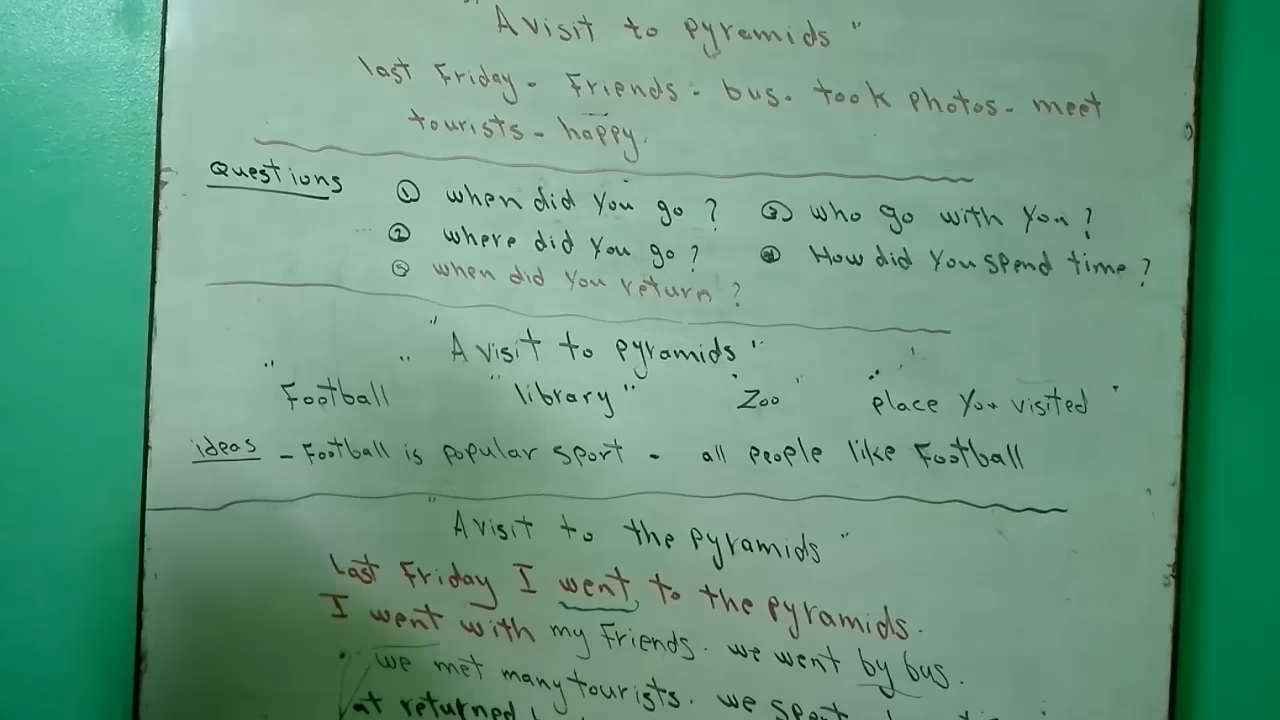 "A visit to pyramids"
last Friday - Friends - bus - took photos - meet
tourists - happy.
Questions ① when did you go ? ③ who go with you ?
② where did you go ? ④ How did you spend time ?
⑤ when did you return ?
"A visit to pyramids"
"Football" "library" "Zoo" "place you visited"
ideas - Football is popular sport - all people like Football
"A visit to the pyramids"
Last Friday I went to the pyramids.
I went with my Friends. we went by bus.
we met many tourists. we
at returned